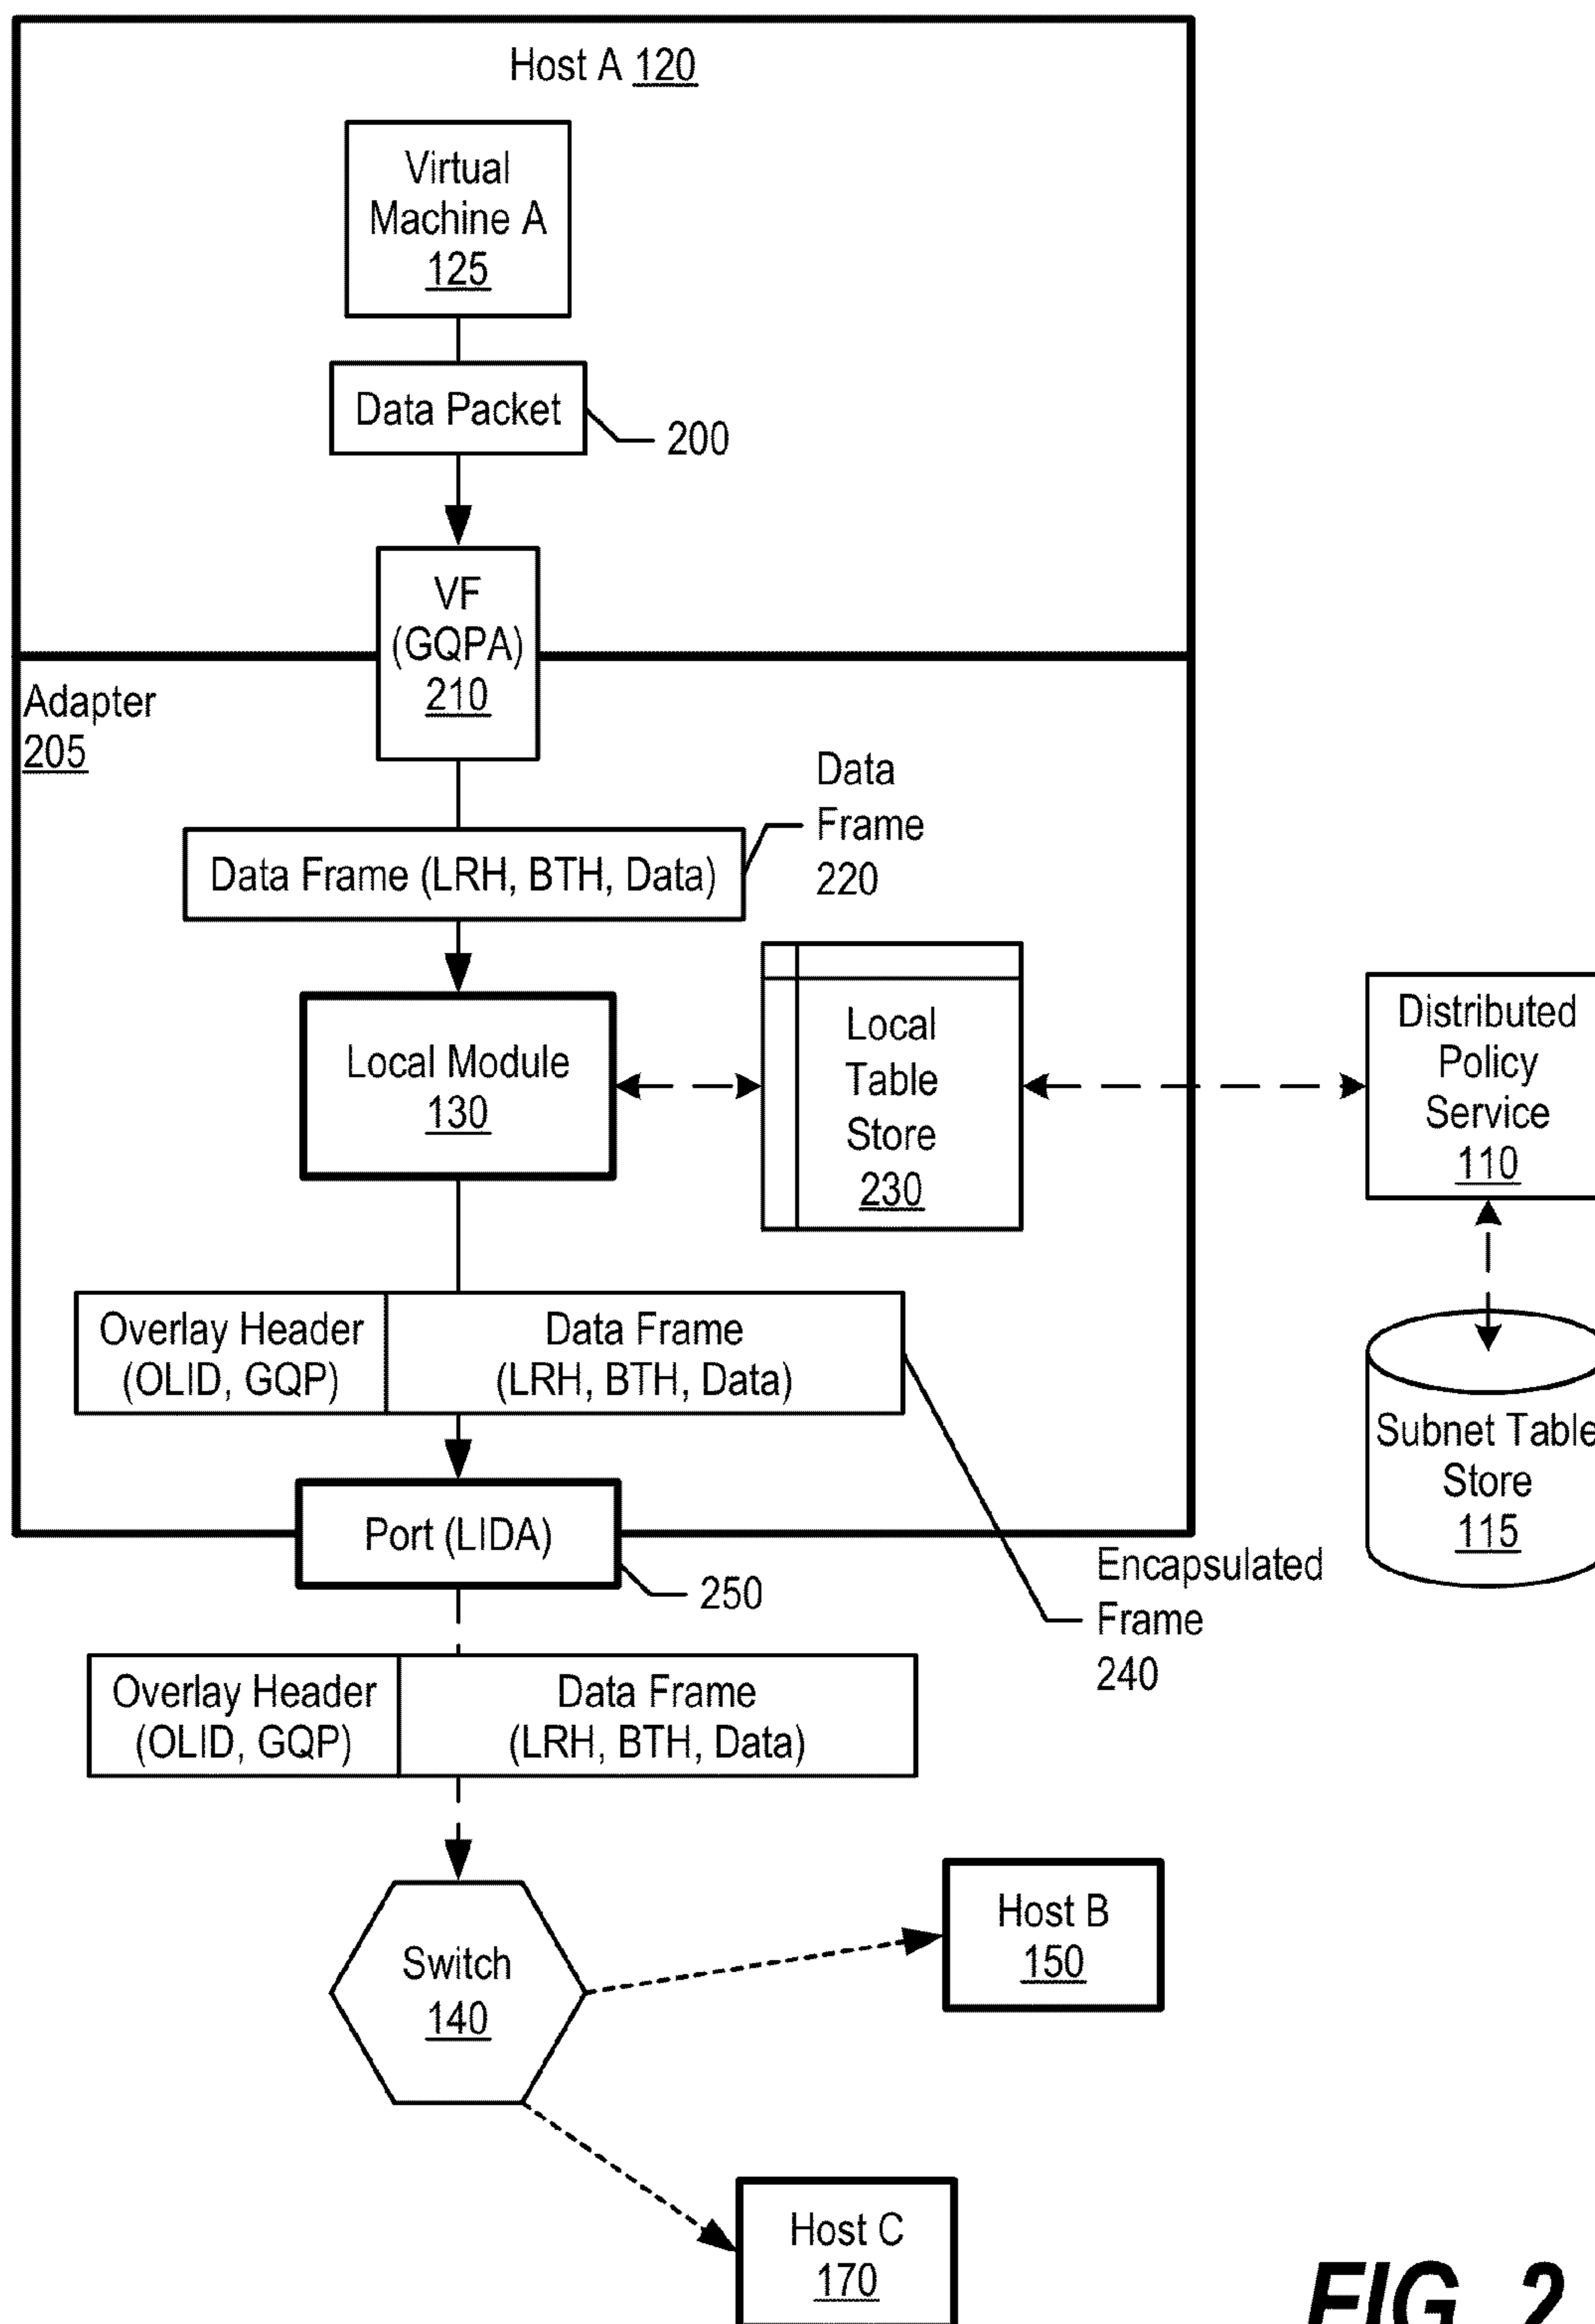 Host A 120
Virtual
Machine A
125
Data Packet
200
VF
(GQPA)
210
Adapter
205
Data
Frame
220
Data Frame (LRH, BTH, Data)
Local Module
130
Local
Table
Store
230
Distributed
Policy
Service
110
Overlay Header
(OLID, GQP)
Data Frame
(LRH, BTH, Data)
Subnet Table
Store
115
Port (LIDA)
250
Encapsulated
Frame
240
Overlay Header
(OLID, GQP)
Data Frame
(LRH, BTH, Data)
Switch
140
Host B
150
Host C
170
FIG. 2